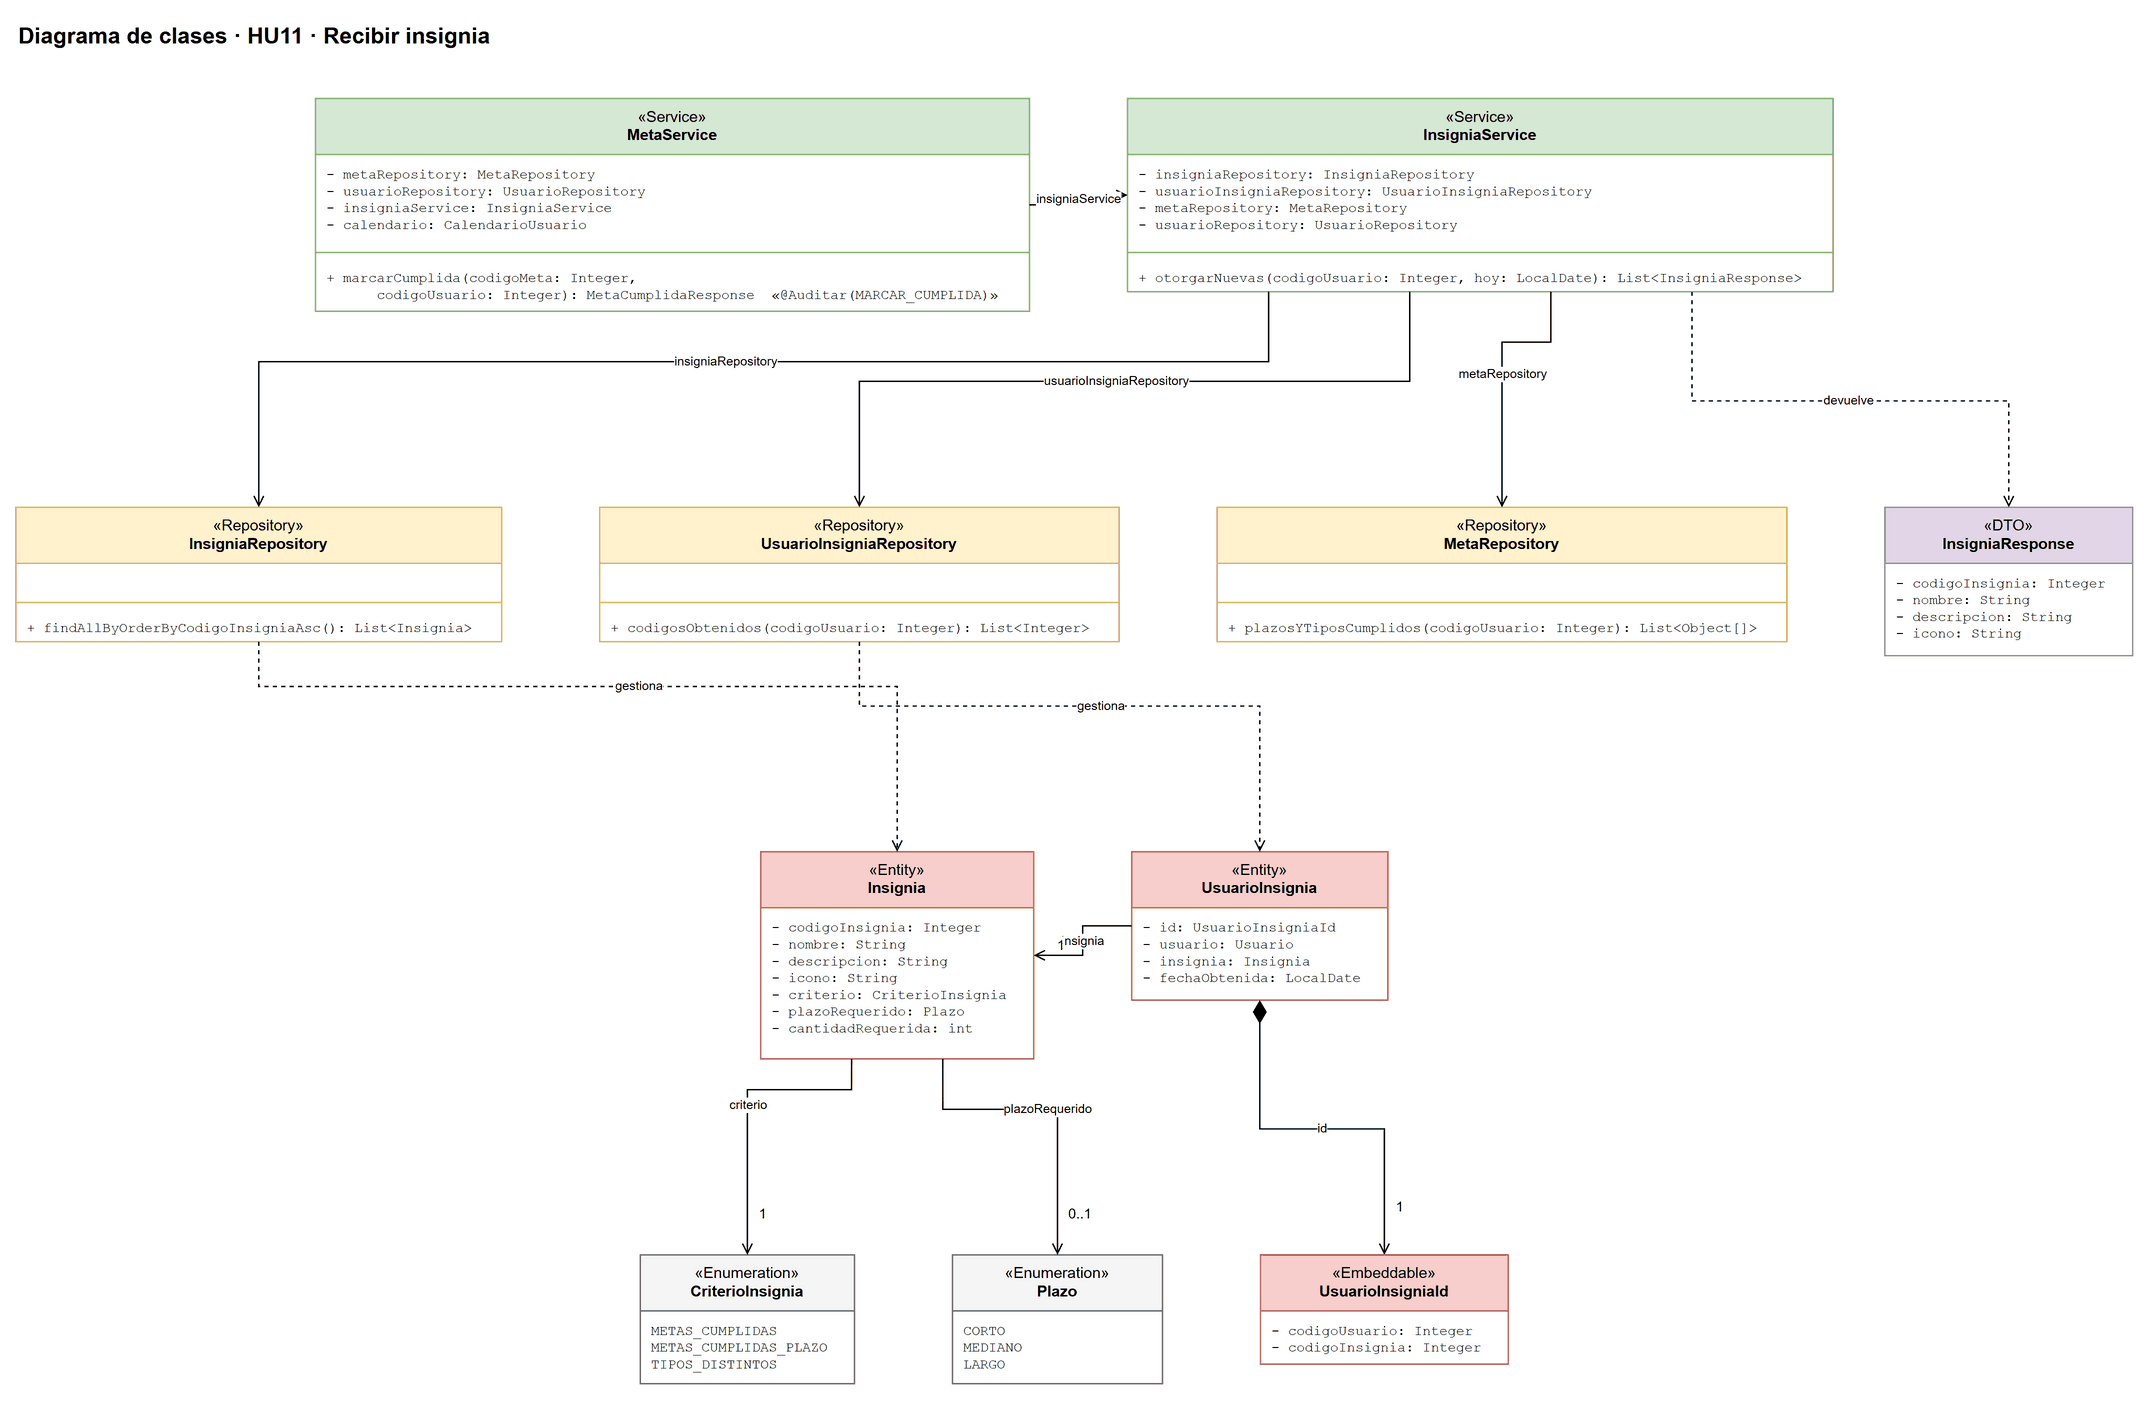 Diagrama de clases · HU11 · Recibir insignia
«Service»
MetaService
- metaRepository: MetaRepository
- usuarioRepository: UsuarioRepository
- insigniaService: InsigniaService
- calendario: CalendarioUsuario
+ marcarCumplida(codigoMeta: Integer,
codigoUsuario: Integer): MetaCumplidaResponse «@Auditar(MARCAR_CUMPLIDA)»
insigniaService
«Service»
InsigniaService
- insigniaRepository: InsigniaRepository
- usuarioInsigniaRepository: UsuarioInsigniaRepository
- metaRepository: MetaRepository
- usuarioRepository: UsuarioRepository
+ otorgarNuevas(codigoUsuario: Integer, hoy: LocalDate): List<InsigniaResponse>
insigniaRepository
usuarioInsigniaRepository
metaRepository
devuelve
«Repository»
InsigniaRepository
+ findAllByOrderByCodigoInsigniaAsc(): List<Insignia>
«Repository»
UsuarioInsigniaRepository
+ codigosObtenidos(codigoUsuario: Integer): List<Integer>
«Repository»
MetaRepository
+ plazosYTiposCumplidos(codigoUsuario: Integer): List<Object[]>
«DTO»
InsigniaResponse
- codigoInsignia: Integer
- nombre: String
- descripcion: String
- icono: String
gestiona
gestiona
«Entity»
Insignia
- codigoInsignia: Integer
- nombre: String
- descripcion: String
- icono: String
- criterio: CriterioInsignia
- plazoRequerido: Plazo
- cantidadRequerida: int
insignia
1
«Entity»
UsuarioInsignia
- id: UsuarioInsigniaId
- usuario: Usuario
- insignia: Insignia
- fechaObtenida: LocalDate
criterio
plazoRequerido
id
1
0..1
1
«Enumeration»
CriterioInsignia
METAS_CUMPLIDAS
METAS_CUMPLIDAS_PLAZO
TIPOS_DISTINTOS
«Enumeration»
Plazo
CORTO
MEDIANO
LARGO
«Embeddable»
UsuarioInsigniaId
- codigoUsuario: Integer
- codigoInsignia: Integer